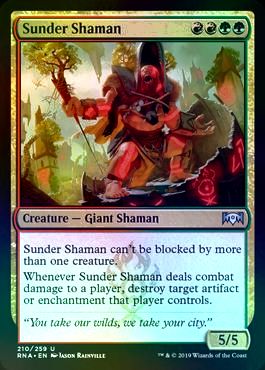 Sunder Shaman
Creature — Giant Shaman
Sunder Shaman can't be blocked by
more than one creature.
Whenever Sunder Shaman deals combat
damage to a player, destroy target artifact
or enchantment that player controls.
"You take our wilds, we take your city."
5/5
210/259 U
RNA • EN Jason Rainville
™ & © 2019 Wizards of the Coast